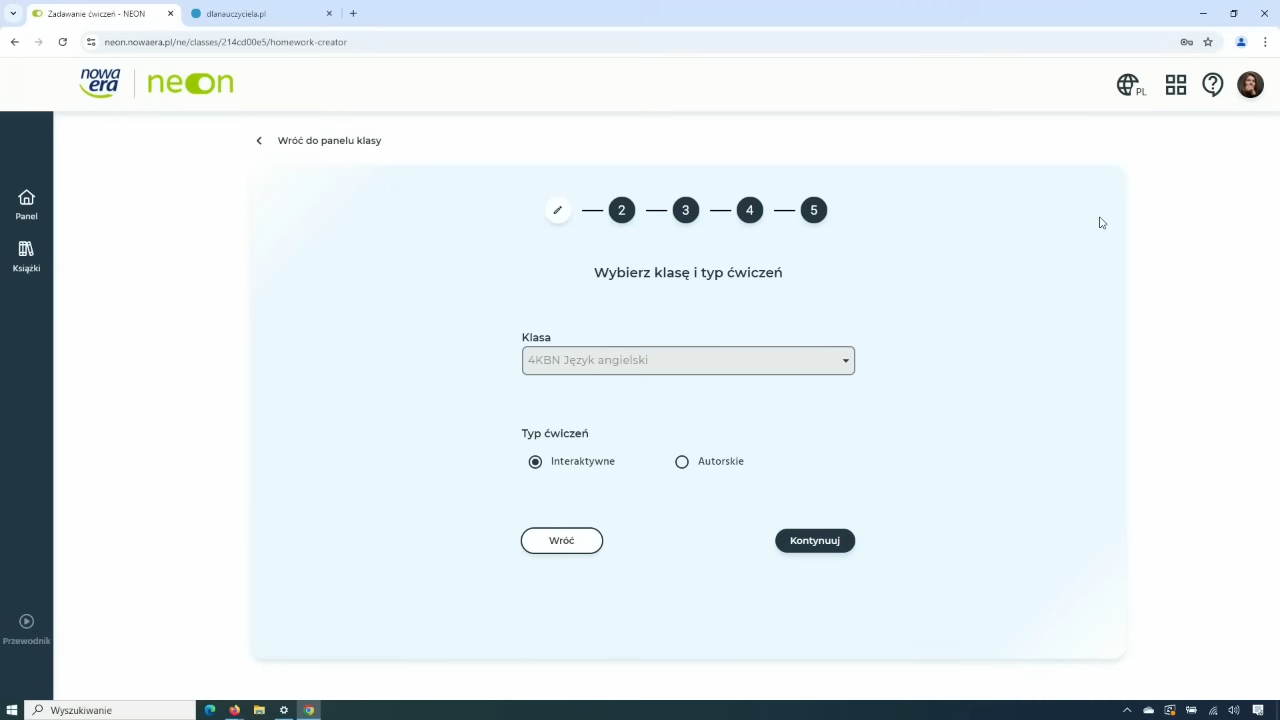 Zadawanie ćwiczeń - NEON
dlanauczyciela.pl
neon.nowaera.pl/ne/classes/214cd00e5/homework-creator
nowa era
neon
PL
Wróć do panelu klasy
Panel
Książki
2
3
4
5
Wybierz klasę i typ ćwiczeń
Klasa
4KBN Język angielski
Typ ćwiczeń
Interaktywne
Autorskie
Wróć
Kontynuuj
Przewodnik
Wyszukiwanie